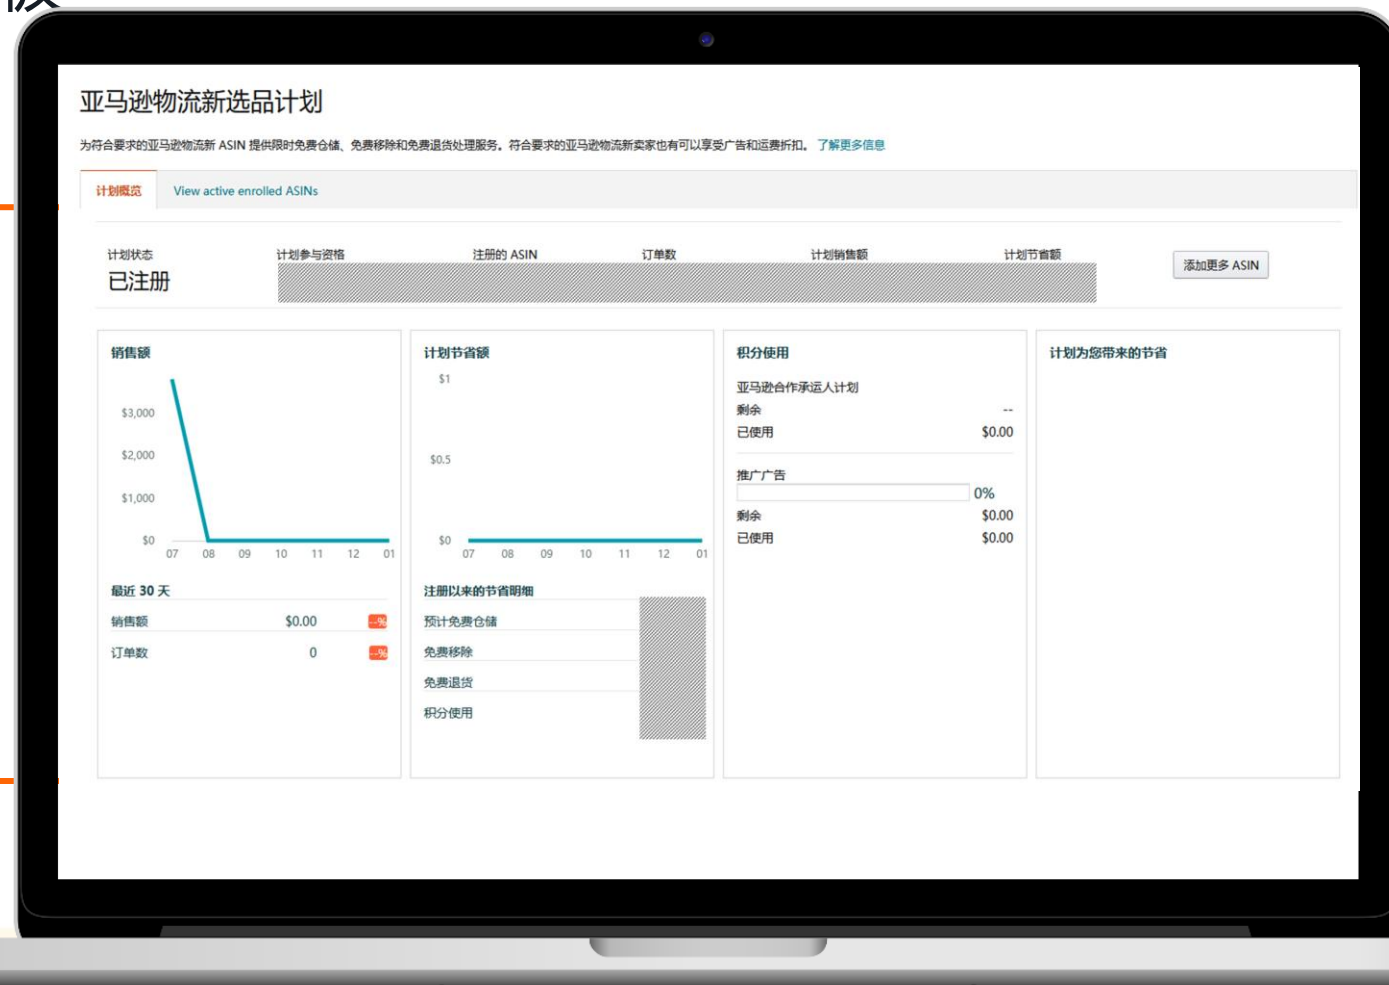 亚马逊物流新选品计划
为符合要求的亚马逊物流新 ASIN 提供限时免费仓储、免费移除和免费退货处理服务。符合要求的亚马逊物流新卖家也有可以享受广告和运费折扣。 了解更多信息
计划概览 View active enrolled ASINs
计划状态 计划参与资格 注册的 ASIN 订单数 计划销售额 计划节省额
已注册
添加更多 ASIN
销售额
$3,000
$2,000
$1,000
$0
07 08 09 10 11 12 01
最近 30 天
销售额 $0.00 --%
订单数 0 --%
计划节省额
$1
$0.5
$0
07 08 09 10 11 12 01
注册以来的节省明细
预计免费仓储
免费移除
免费退货
积分使用
积分使用
亚马逊合作承运人计划
剩余 --
已使用 $0.00
推广广告
0%
剩余 $0.00
已使用 $0.00
计划为您带来的节省